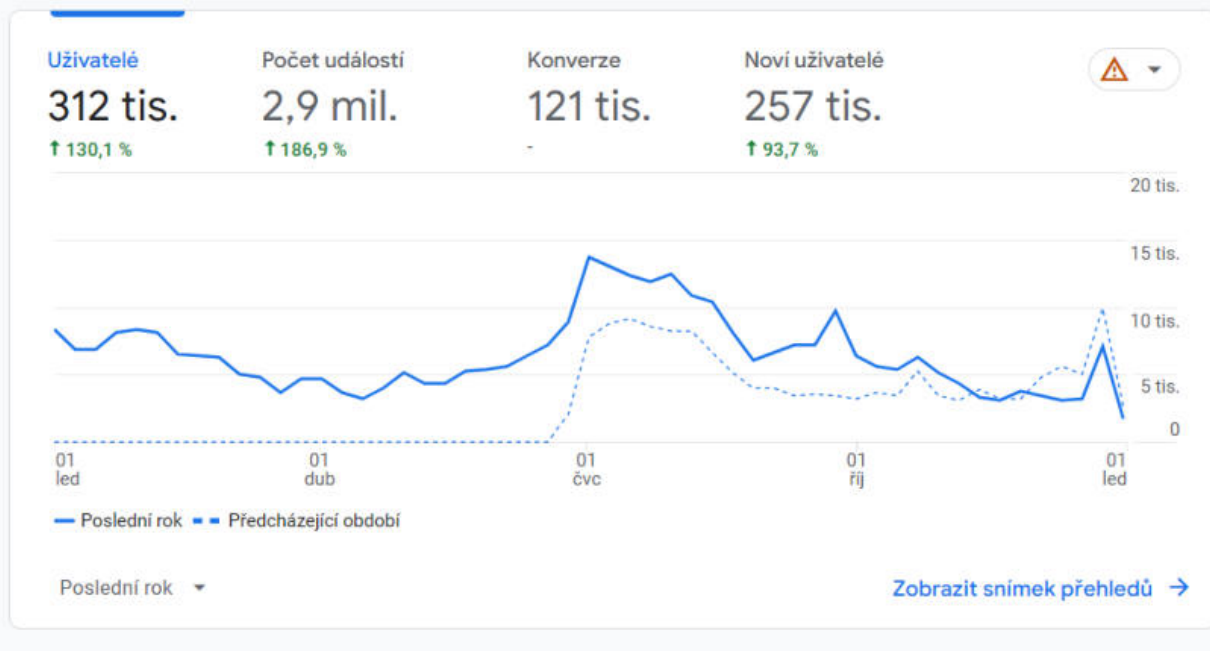 Uživatelé Počet událostí Konverze Noví uživatelé
312 tis. 2,9 mil. 121 tis. 257 tis.
↑ 130,1 % ↑ 186,9 % - ↑ 93,7 %
20 tis.
15 tis.
10 tis.
5 tis.
0
01 01 01 01 01
led dub čvc říj led
Poslední rok Předcházející období
Poslední rok Zobrazit snímek přehledů →